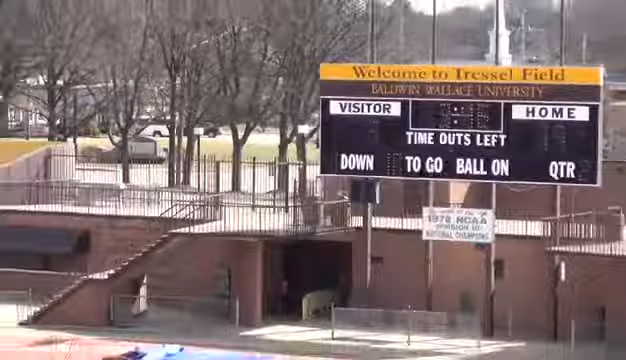 Welcome to Tressel Field
BALDWIN WALLACE UNIVERSITY
VISITOR
HOME
TIME OUTS LEFT
DOWN
TO GO
BALL ON
QTR
1978 NCAA
DIVISION III
NATIONAL CHAMPIONS